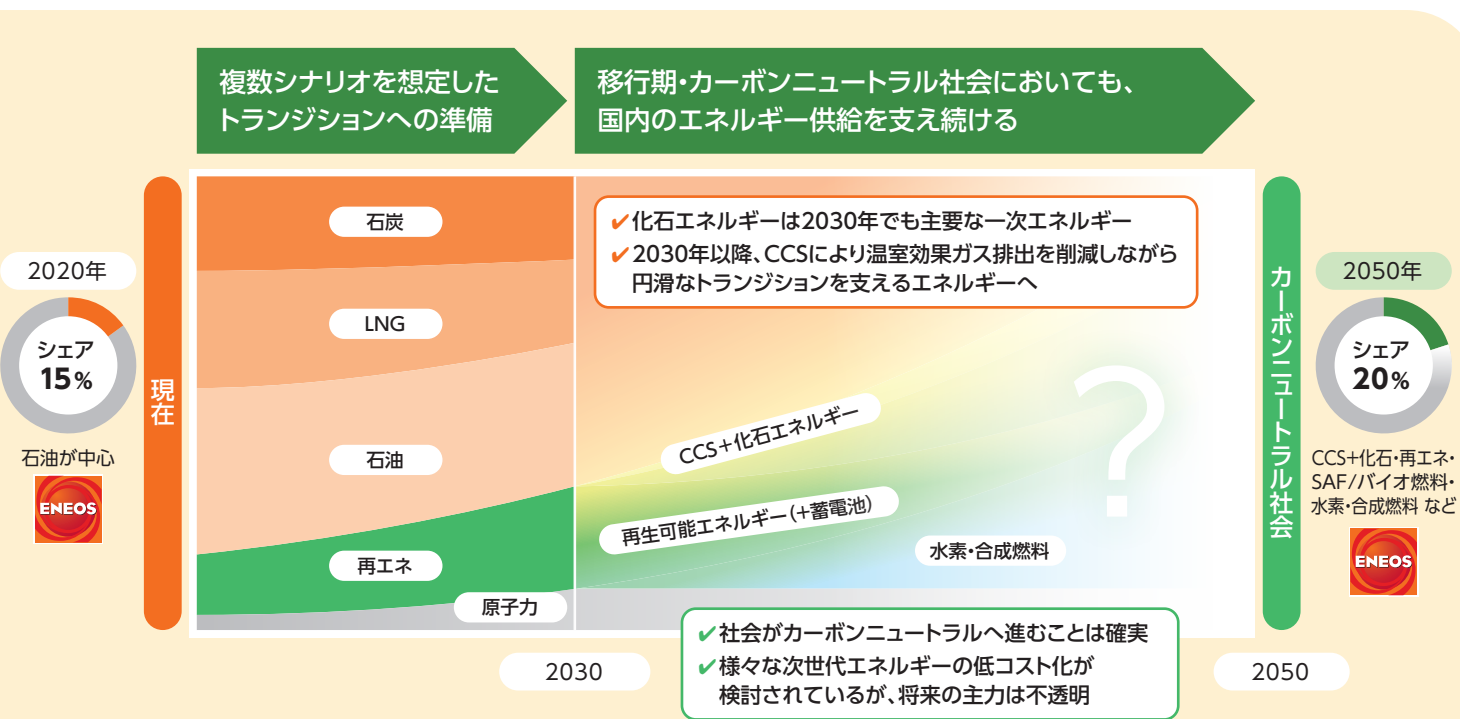 複数シナリオを想定した
トランジションへの準備
移行期・カーボンニュートラル社会においても、
国内のエネルギー供給を支え続ける
2020年
シェア
15%
石油が中心
ENEOS
現在
石炭
LNG
石油
再エネ
原子力
✔化石エネルギーは2030年でも主要な一次エネルギー
✔2030年以降、CCSにより温室効果ガス排出を削減しながら
円滑なトランジションを支えるエネルギーへ
CCS+化石エネルギー
再生可能エネルギー(+蓄電池)
水素・合成燃料
?
✔社会がカーボンニュートラルへ進むことは確実
✔様々な次世代エネルギーの低コスト化が
検討されているが、将来の主力は不透明
2030
2050
カーボンニュートラル社会
2050年
シェア
20%
CCS+化石・再エネ・
SAF/バイオ燃料・
水素・合成燃料 など
ENEOS